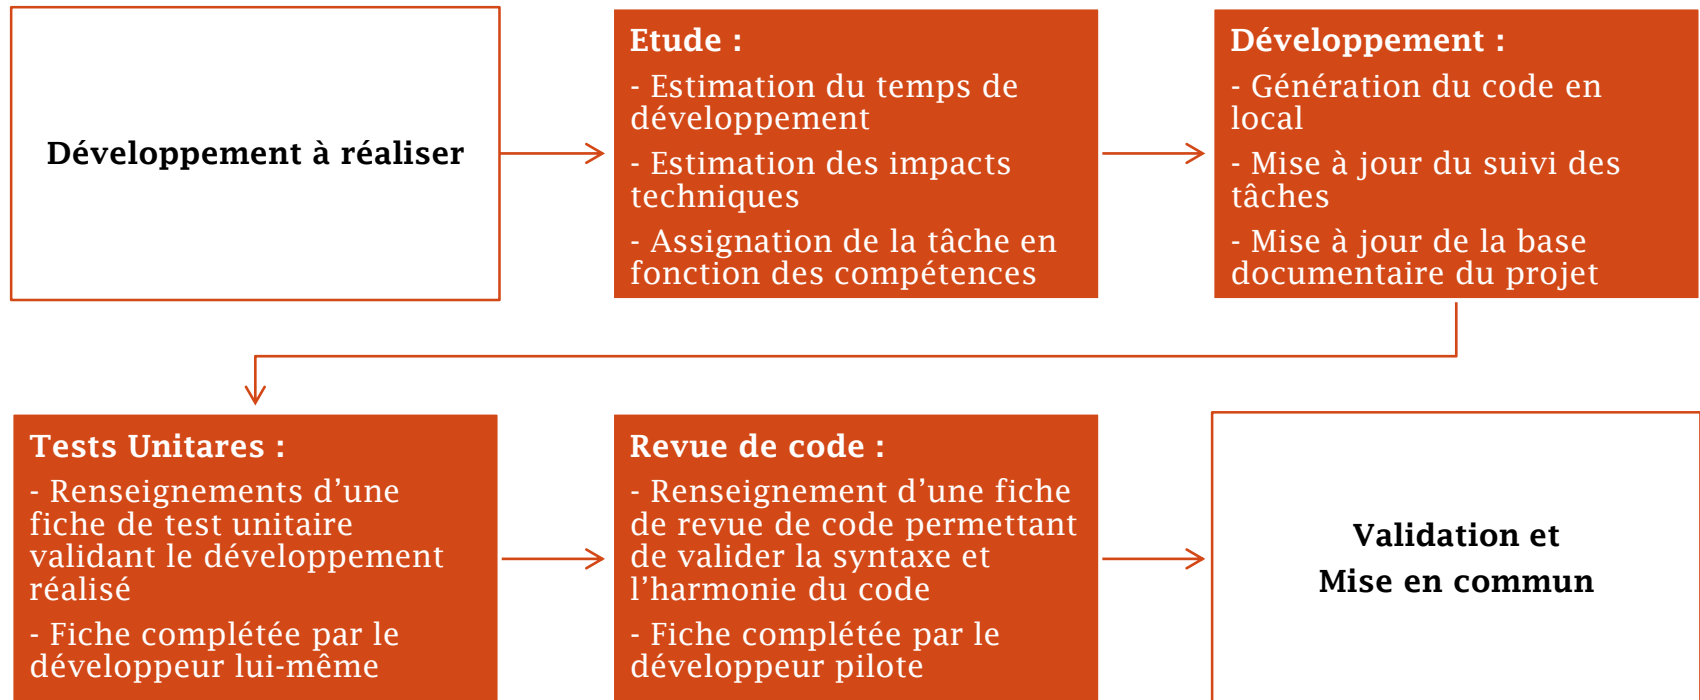 Développement à réaliser
Etude :
- Estimation du temps de
développement
- Estimation des impacts
techniques
- Assignation de la tâche en
fonction des compétences
Développement :
- Génération du code en
local
- Mise à jour du suivi des
tâches
- Mise à jour de la base
documentaire du projet
Tests Unitares :
- Renseignements d’une
fiche de test unitaire
validant le développement
réalisé
- Fiche complétée par le
développeur lui-même
Revue de code :
- Renseignement d’une fiche
de revue de code permettant
de valider la syntaxe et
l’harmonie du code
- Fiche complétée par le
développeur pilote
Validation et
Mise en commun